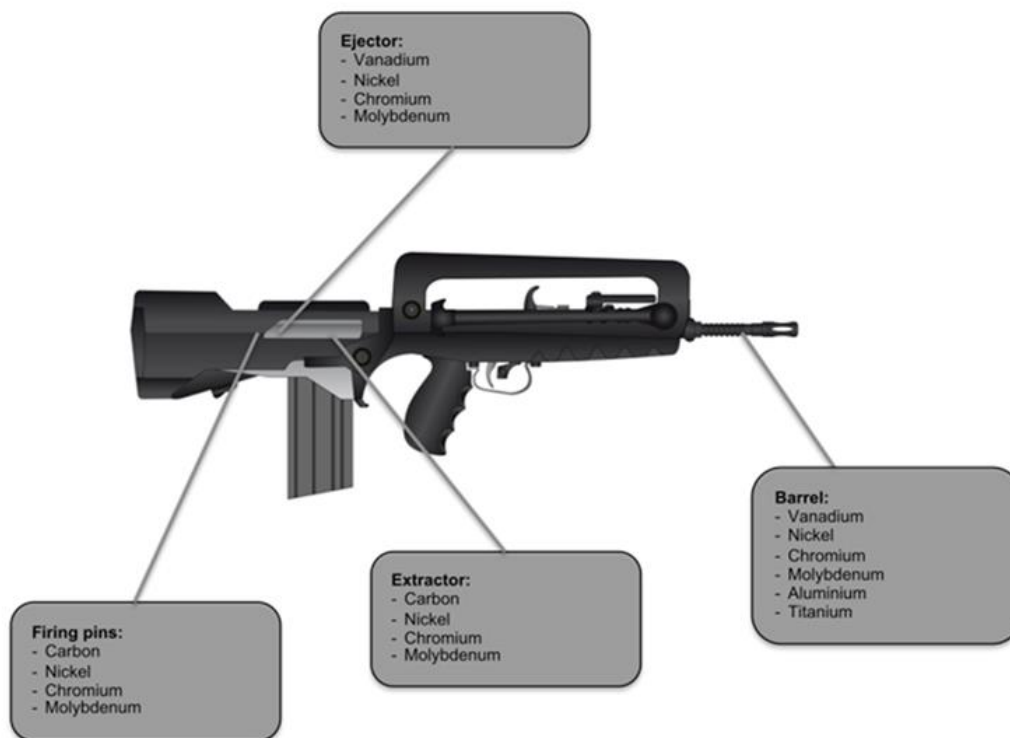 Ejector:
- Vanadium
- Nickel
- Chromium
- Molybdenum
Barrel:
- Vanadium
- Nickel
- Chromium
- Molybdenum
- Aluminium
- Titanium
Extractor:
- Carbon
- Nickel
- Chromium
- Molybdenum
Firing pins:
- Carbon
- Nickel
- Chromium
- Molybdenum